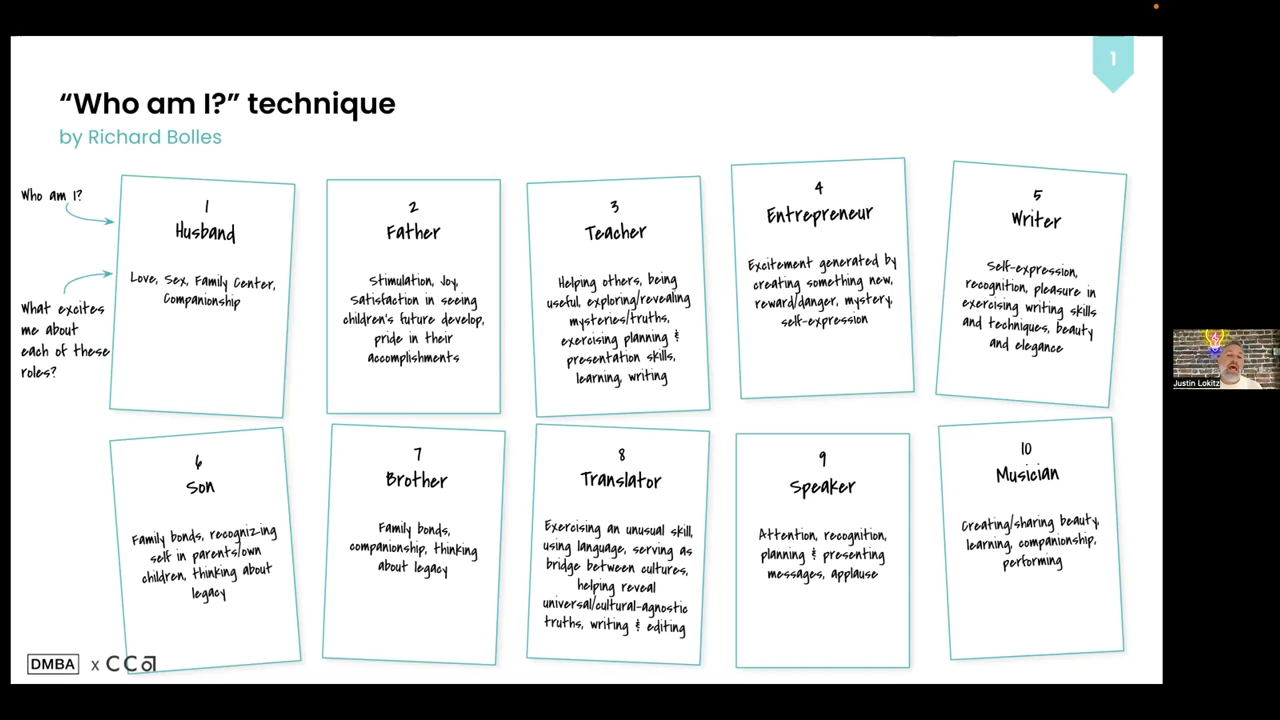 1
“Who am I?” technique
by Richard Bolles
Who am I?
What excites
me about
each of these
roles?
1
Husband
Love, Sex, Family Center,
Companionship
2
Father
Stimulation, Joy,
Satisfaction in seeing
children's future develop,
pride in their
accomplishments
3
Teacher
Helping others, being
useful, exploring/revealing
mysteries/truths,
exercising planning &
presentation skills,
learning, writing
4
Entrepreneur
Excitement generated by
creating something new,
reward/danger, mystery,
self-expression
5
Writer
Self-expression,
recognition, pleasure in
exercising writing skills
and techniques, beauty
and elegance
6
Son
Family bonds, recognizing
self in parents/own
children, thinking about
legacy
7
Brother
Family bonds,
companionship, thinking
about legacy
8
Translator
Exercising an unusual skill,
using language, serving as
bridge between cultures,
helping reveal
universal/cultural-agnostic
truths, writing & editing
9
Speaker
Attention, recognition,
planning & presenting
messages, applause
10
Musician
Creating/sharing beauty,
learning, companionship,
performing
DMBA x cca
Justin Lokitz